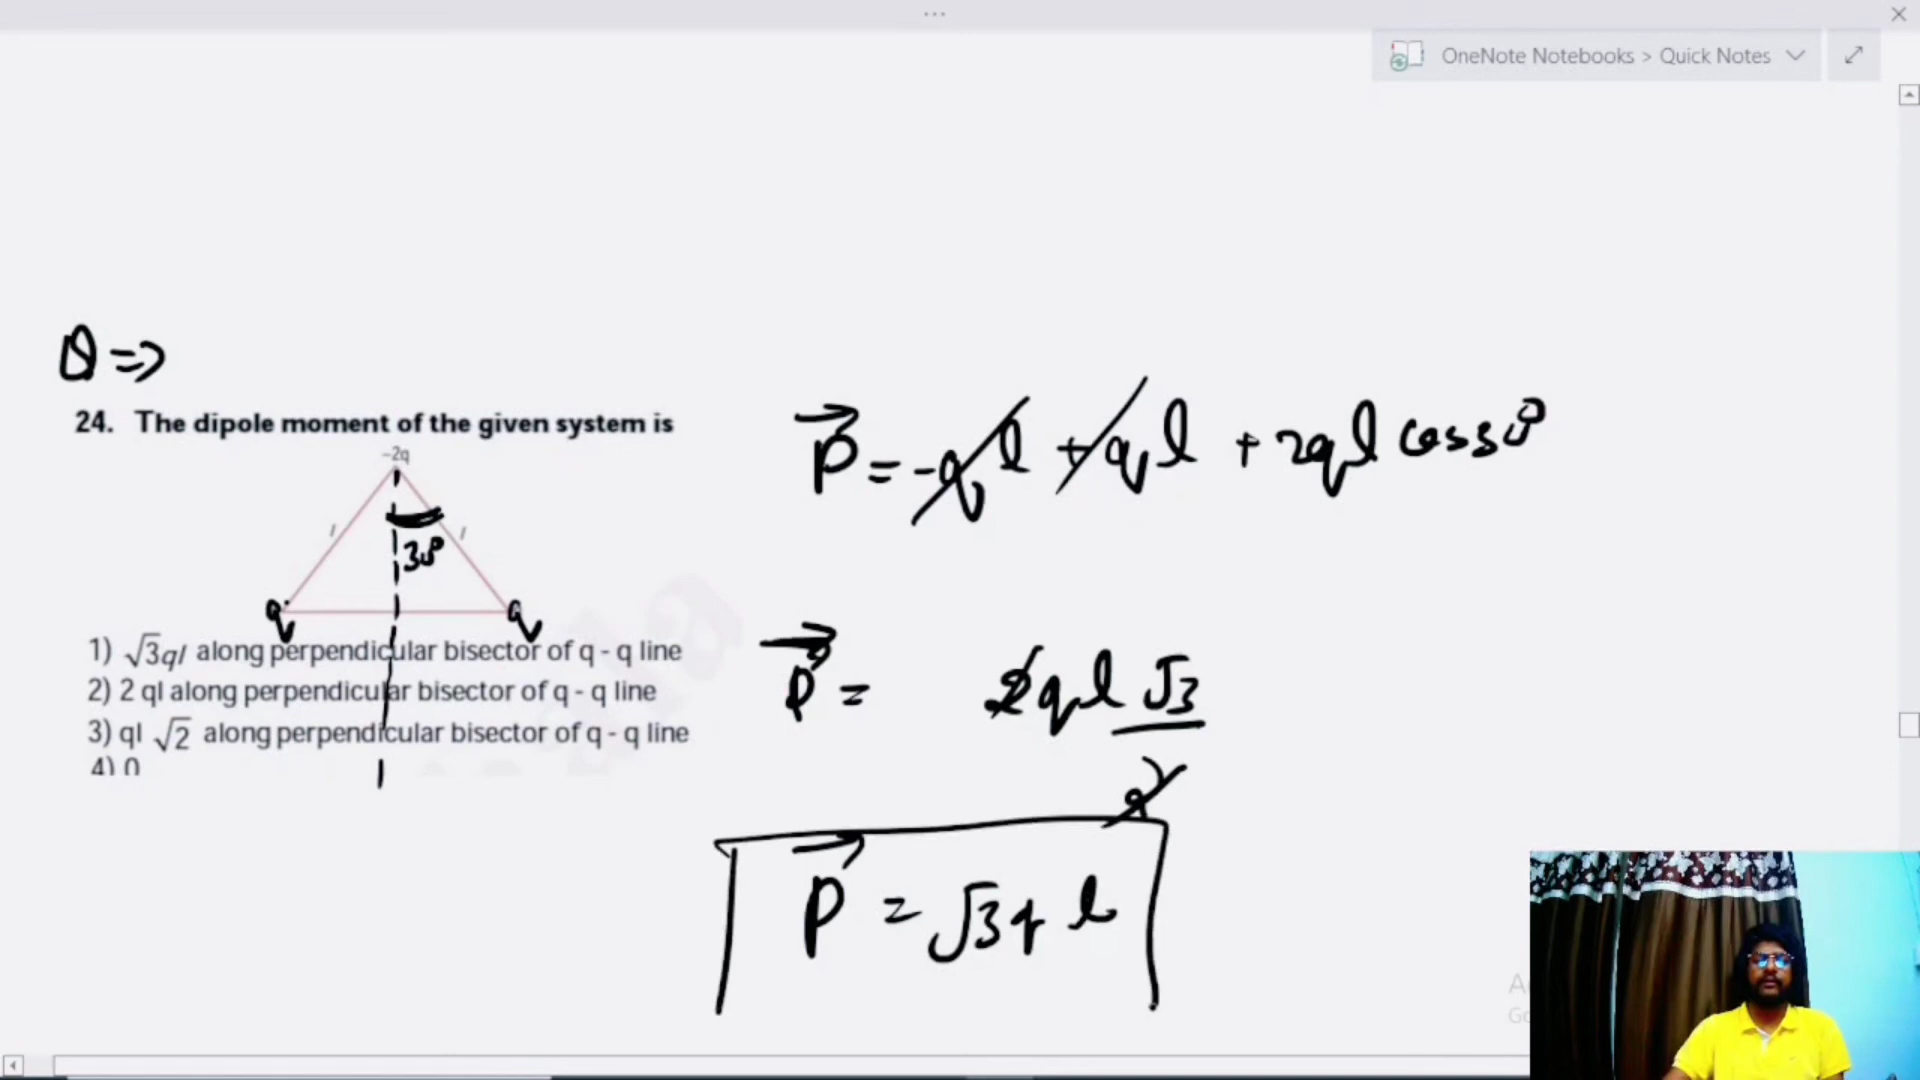 OneNote Notebooks > Quick Notes
Q =>
24. The dipole moment of the given system is
-2q
l
l
30°
q
q
1) √3ql along perpendicular bisector of q - q line
2) 2 ql along perpendicular bisector of q - q line
3) ql √2 along perpendicular bisector of q - q line
4) 0
P = -ql + ql + 2ql cos30°
P = 2ql √3
2
P = √3 q l